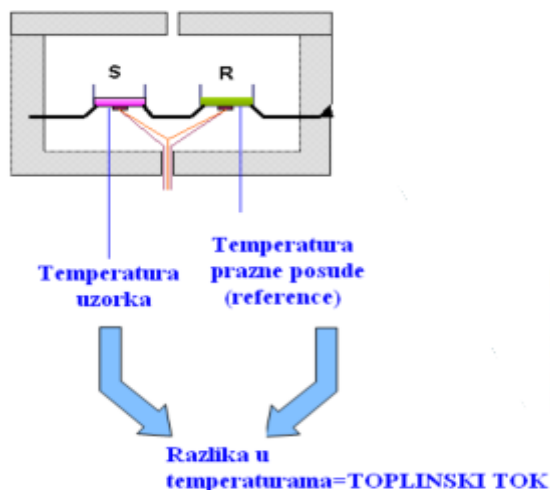 S
R
Temperatura
uzorka
Temperatura
prazne posude
(reference)
Razlika u
temperaturama=TOPLINSKI TOK